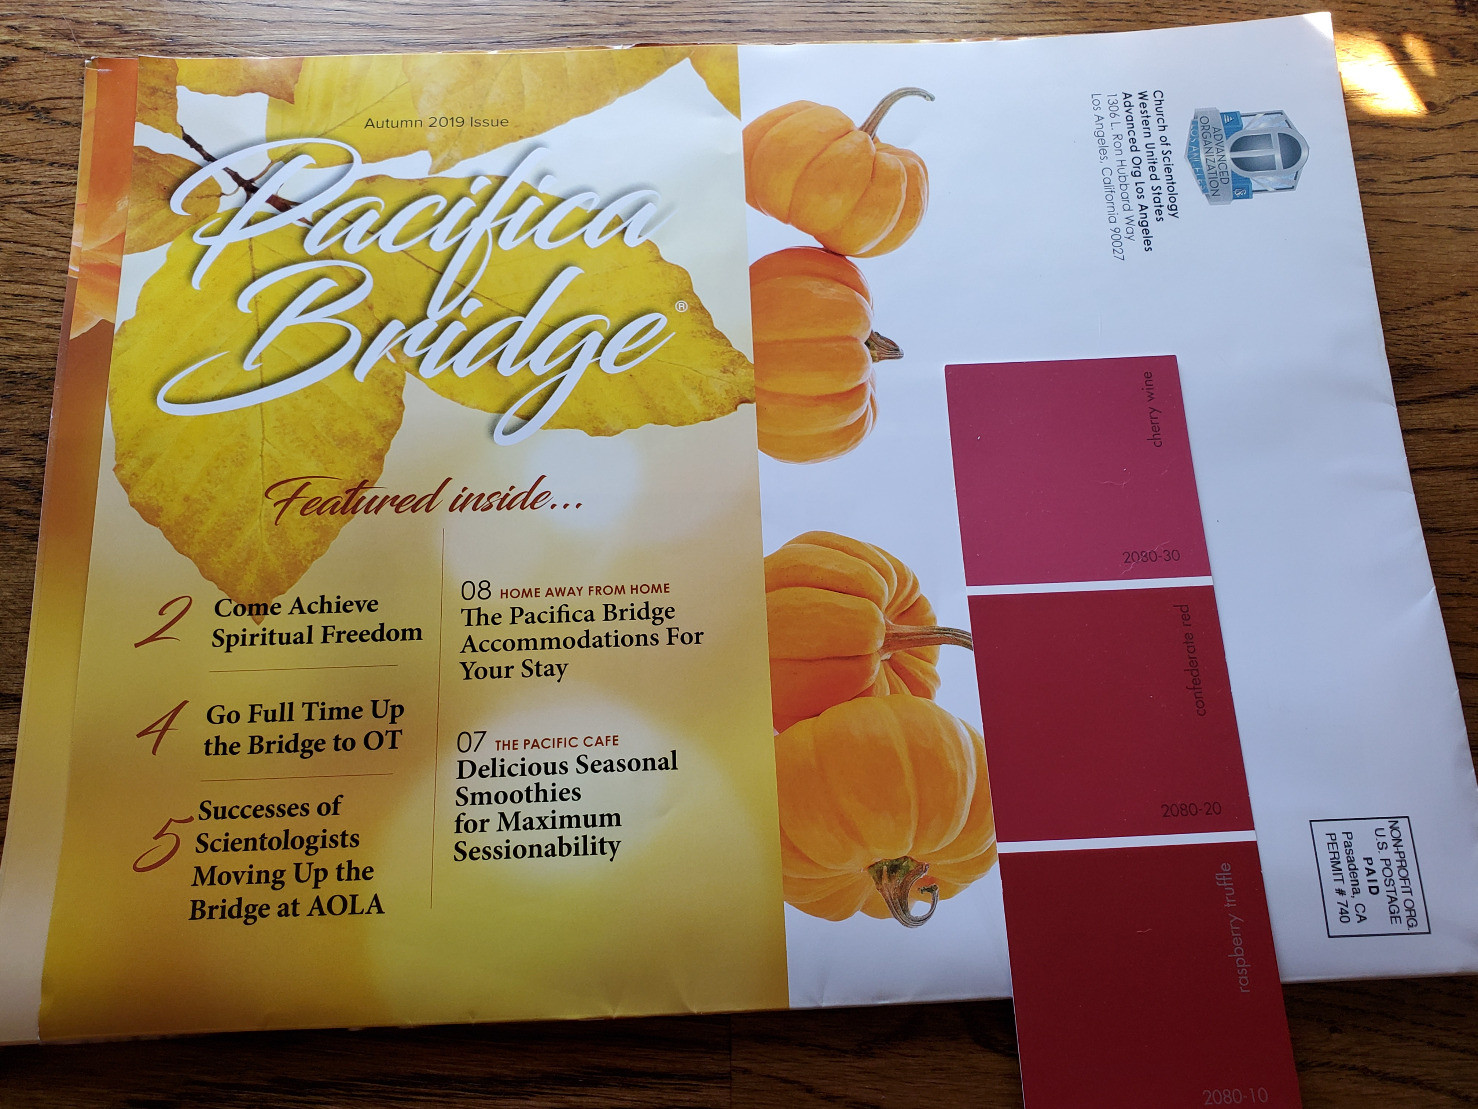 Autumn 2019 Issue
Pacifica
Bridge®
Featured inside...
2 Come Achieve
Spiritual Freedom
4 Go Full Time Up
the Bridge to OT
5 Successes of
Scientologists
Moving Up the
Bridge at AOLA
08 HOME AWAY FROM HOME
The Pacifica Bridge
Accommodations For
Your Stay
07 THE PACIFIC CAFE
Delicious Seasonal
Smoothies
for Maximum
Sessionability
ADVANCED
ORGANIZATION
LOS ANGELES
Church of Scientology
Western United States
Advanced Org Los Angeles
1306 L. Ron Hubbard Way
Los Angeles, California 90027
cherry wine
2080-30
confederate red
2080-20
raspberry truffle
2080-10
NON-PROFIT ORG.
U.S. POSTAGE
PAID
Pasadena, CA
PERMIT # 740